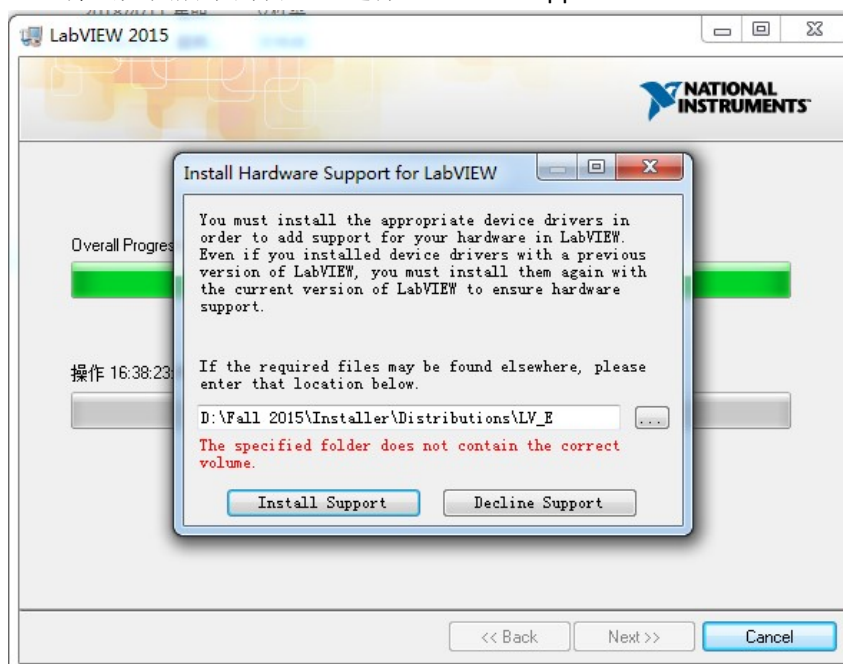 LabVIEW 2015
NATIONAL
INSTRUMENTS
Install Hardware Support for LabVIEW
You must install the appropriate device drivers in
order to add support for your hardware in LabVIEW.
Even if you installed device drivers with a previous
version of LabVIEW, you must install them again with
the current version of LabVIEW to ensure hardware
support.
Overall Progres
If the required files may be found elsewhere, please
enter that location below.
操作 16:38:23
D:\Fall 2015\Installer\Distributions\LV_E
...
The specified folder does not contain the correct
volume.
Install Support
Decline Support
<< Back
Next >>
Cancel